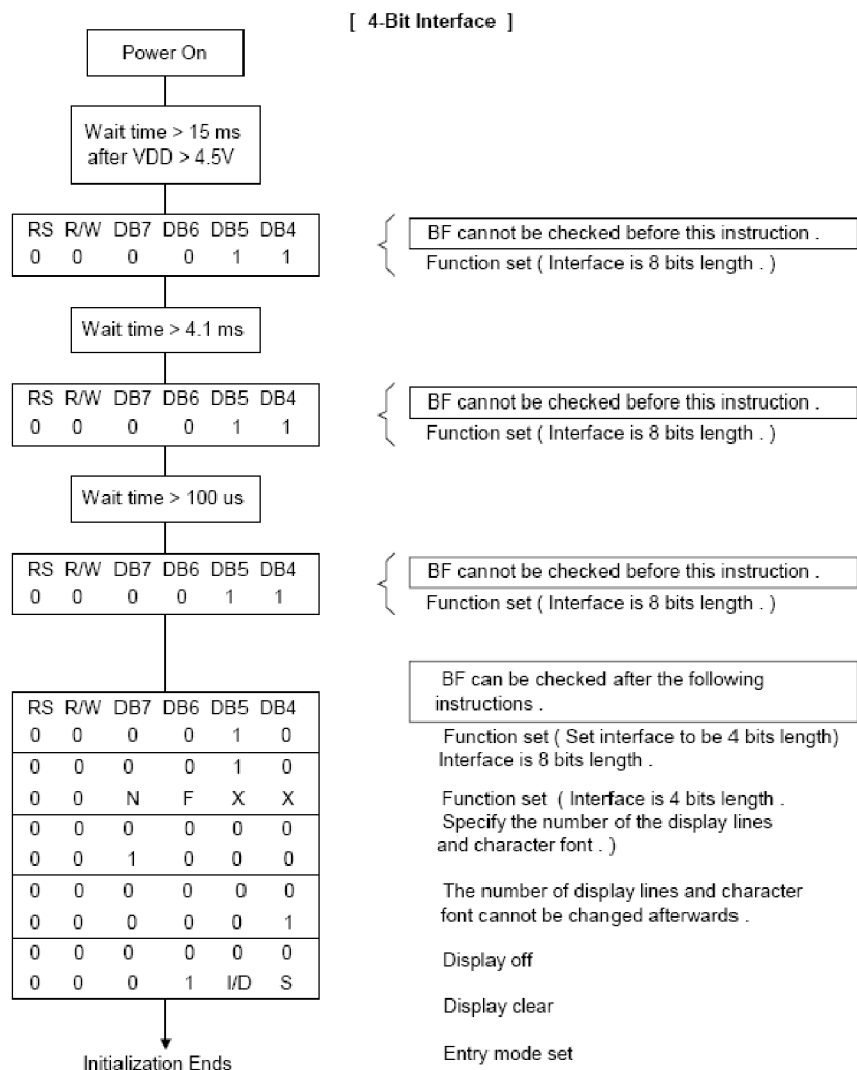 [ 4-Bit Interface ]
Power On
Wait time > 15 ms
after VDD > 4.5V
RS R/W DB7 DB6 DB5 DB4
0 0 0 0 1 1
BF cannot be checked before this instruction .
Function set ( Interface is 8 bits length . )
Wait time > 4.1 ms
RS R/W DB7 DB6 DB5 DB4
0 0 0 0 1 1
BF cannot be checked before this instruction .
Function set ( Interface is 8 bits length . )
Wait time > 100 us
RS R/W DB7 DB6 DB5 DB4
0 0 0 0 1 1
BF cannot be checked before this instruction .
Function set ( Interface is 8 bits length . )
RS R/W DB7 DB6 DB5 DB4
0 0 0 0 1 0
0 0 0 0 1 0
0 0 N F X X
0 0 0 0 0 0
0 0 1 0 0 0
0 0 0 0 0 0
0 0 0 0 0 1
0 0 0 0 0 0
0 0 0 1 I/D S
BF can be checked after the following
instructions .
Function set ( Set interface to be 4 bits length)
Interface is 8 bits length .
Function set ( Interface is 4 bits length .
Specify the number of the display lines
and character font . )
The number of display lines and character
font cannot be changed afterwards .
Display off
Display clear
Entry mode set
Initialization Ends